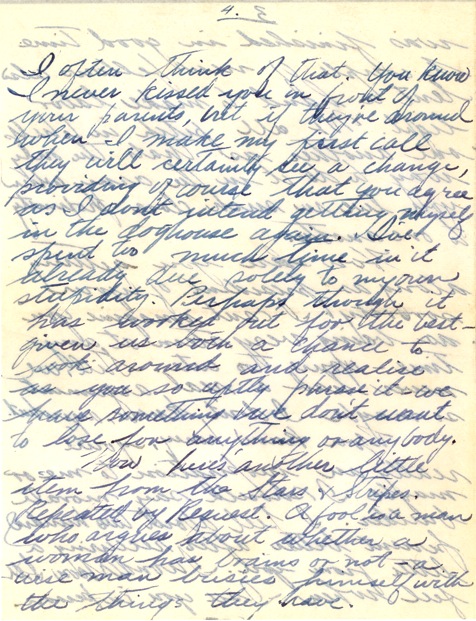 4. 3
I often think of that. You know
I never kissed you in front of
your parents, yet if they're around
when I make my first call
they will certainly see a change,
providing of course that you agree
as I don't intend getting myself
in the doghouse again. I've
spent too much time in it
already due solely to my own
stupidity. Perhaps though it
has worked out for the best -
given us both a chance to
look around and realize
as you so aptly phrase it - we
have something we don't want
to lose for anything or anybody.
Now here's another little
item from the Stars & Stripes.
Repeated by Request. A fool is a man
who argues about whether a
woman has brains or not - a
wise man busies himself with
the things they have.